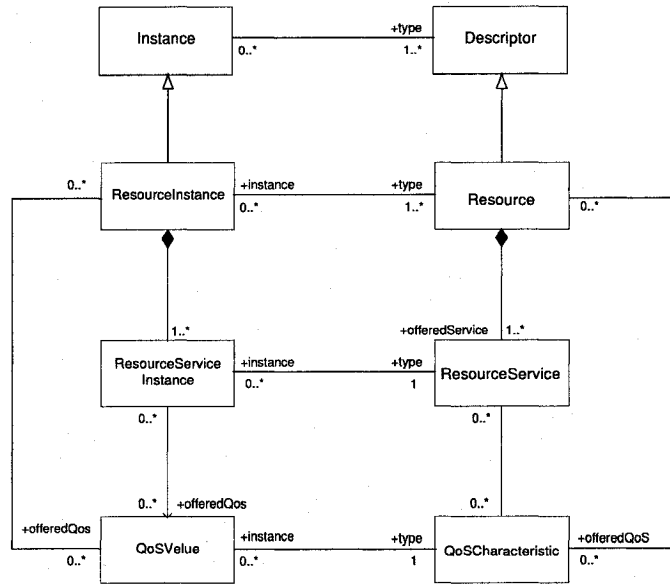 Instance
+type
Descriptor
0..*
1..*
0..*
ResourceInstance
+instance
+type
Resource
0..*
1..*
0..*
1..*
+offeredService
1..*
ResourceService
Instance
+instance
+type
ResourceService
0..*
1
0..*
0..*
0..*
+offeredQos
0..*
+offeredQos
QoSVelue
+instance
+type
QoSCharacteristic
+offeredQoS
0..*
0..*
1
0..*